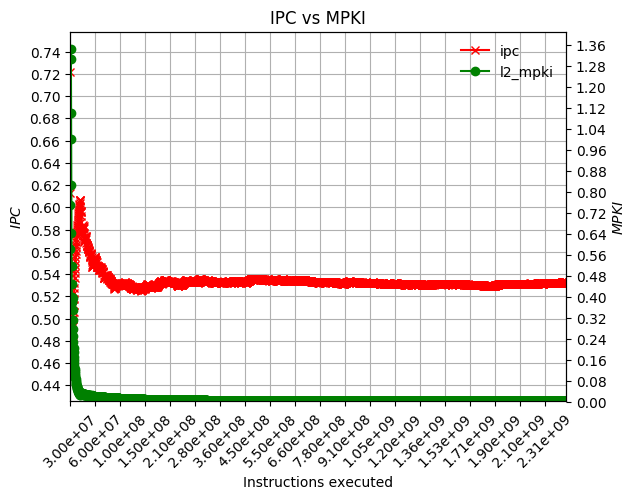 IPC vs MPKI
ipc
l2_mpki
IPC
0.74
0.72
0.70
0.68
0.66
0.64
0.62
0.60
0.58
0.56
0.54
0.52
0.50
0.48
0.46
0.44
MPKI
1.36
1.28
1.20
1.12
1.04
0.96
0.88
0.80
0.72
0.64
0.56
0.48
0.40
0.32
0.24
0.16
0.08
0.00
3.00e+07
6.00e+07
1.00e+08
1.50e+08
2.10e+08
2.80e+08
3.60e+08
4.50e+08
5.50e+08
6.60e+08
7.80e+08
9.10e+08
1.05e+09
1.20e+09
1.36e+09
1.53e+09
1.71e+09
1.90e+09
2.10e+09
2.31e+09
Instructions executed